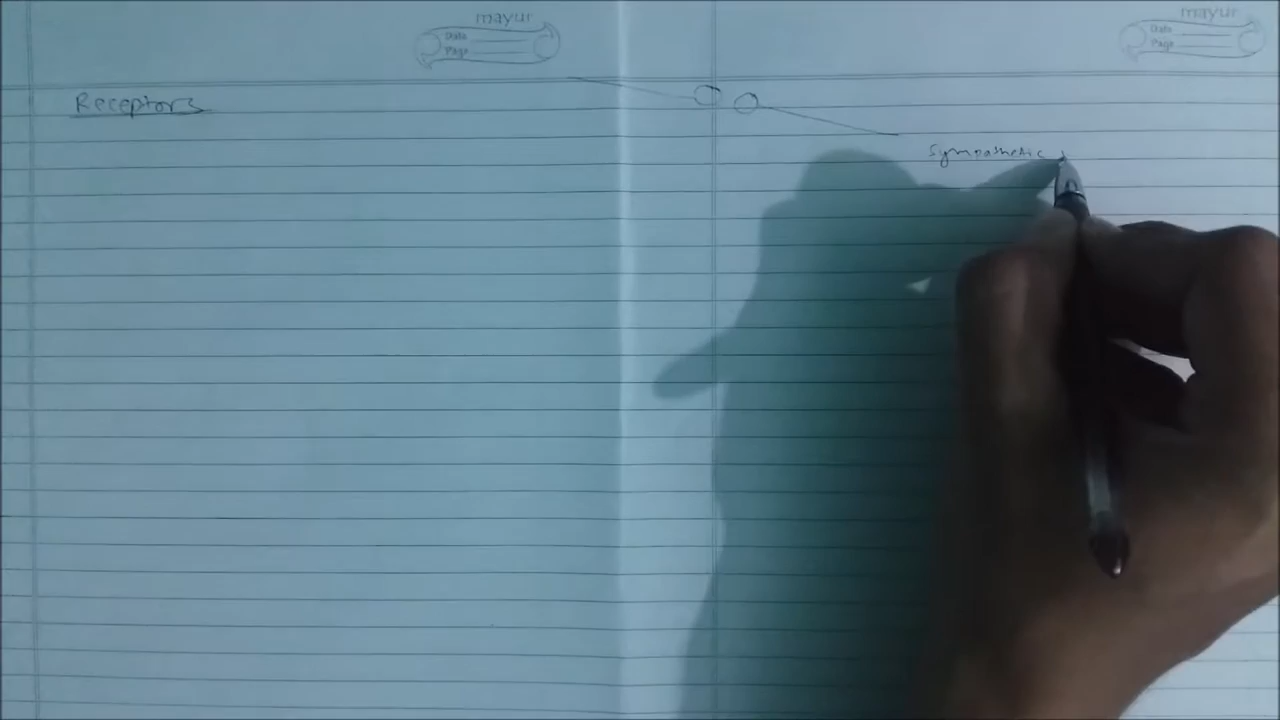 mayur
Date
Page
mayur
Date
Page
Receptors
Sympathetic